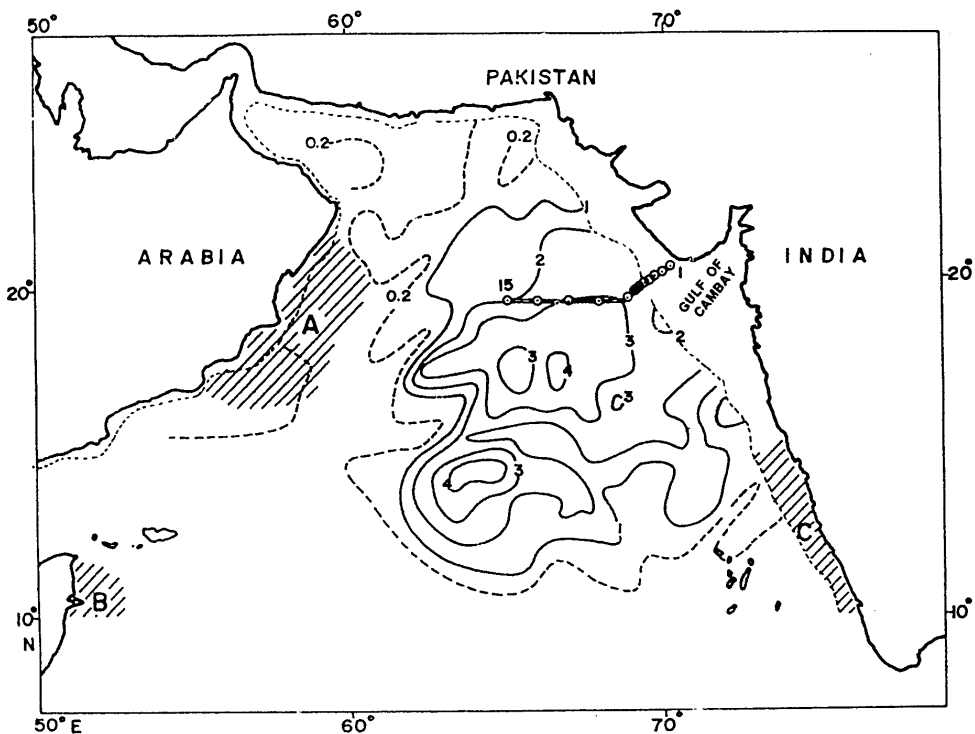 50° 60° 70°
PAKISTAN
0.2 0.2
1
ARABIA INDIA
2
20° 20°
15 1
GULF OF
CAMBAY
0.2
A
3 2
3 4
C 3
4 3
C
B
10° 10°
N
50° E 60° 70°